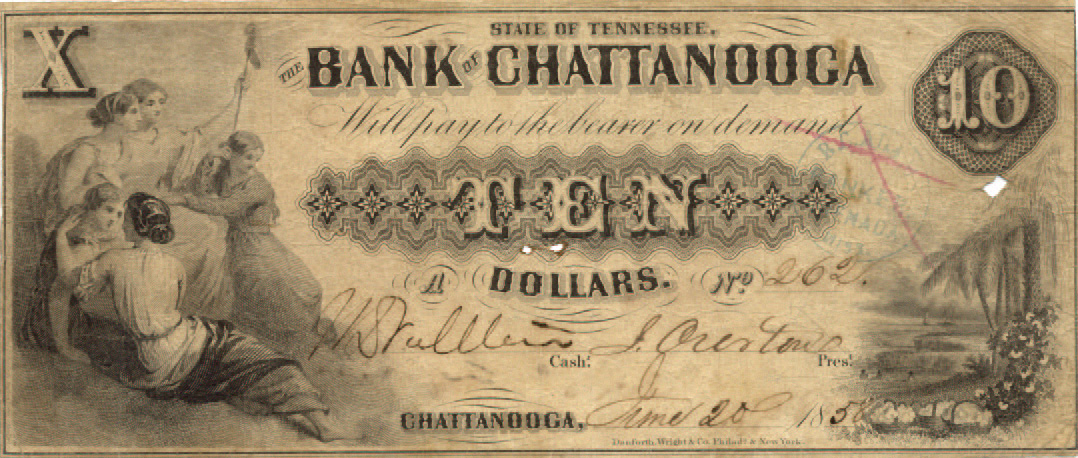 X
STATE OF TENNESSEE.
THE BANK OF CHATTANOOGA
10
Will pay to the bearer on demand
TEN
A DOLLARS. No 262.
Cash! Pres!
CHATTANOOGA, June 20 185
Danforth, Wright & Co. Philada & New York.